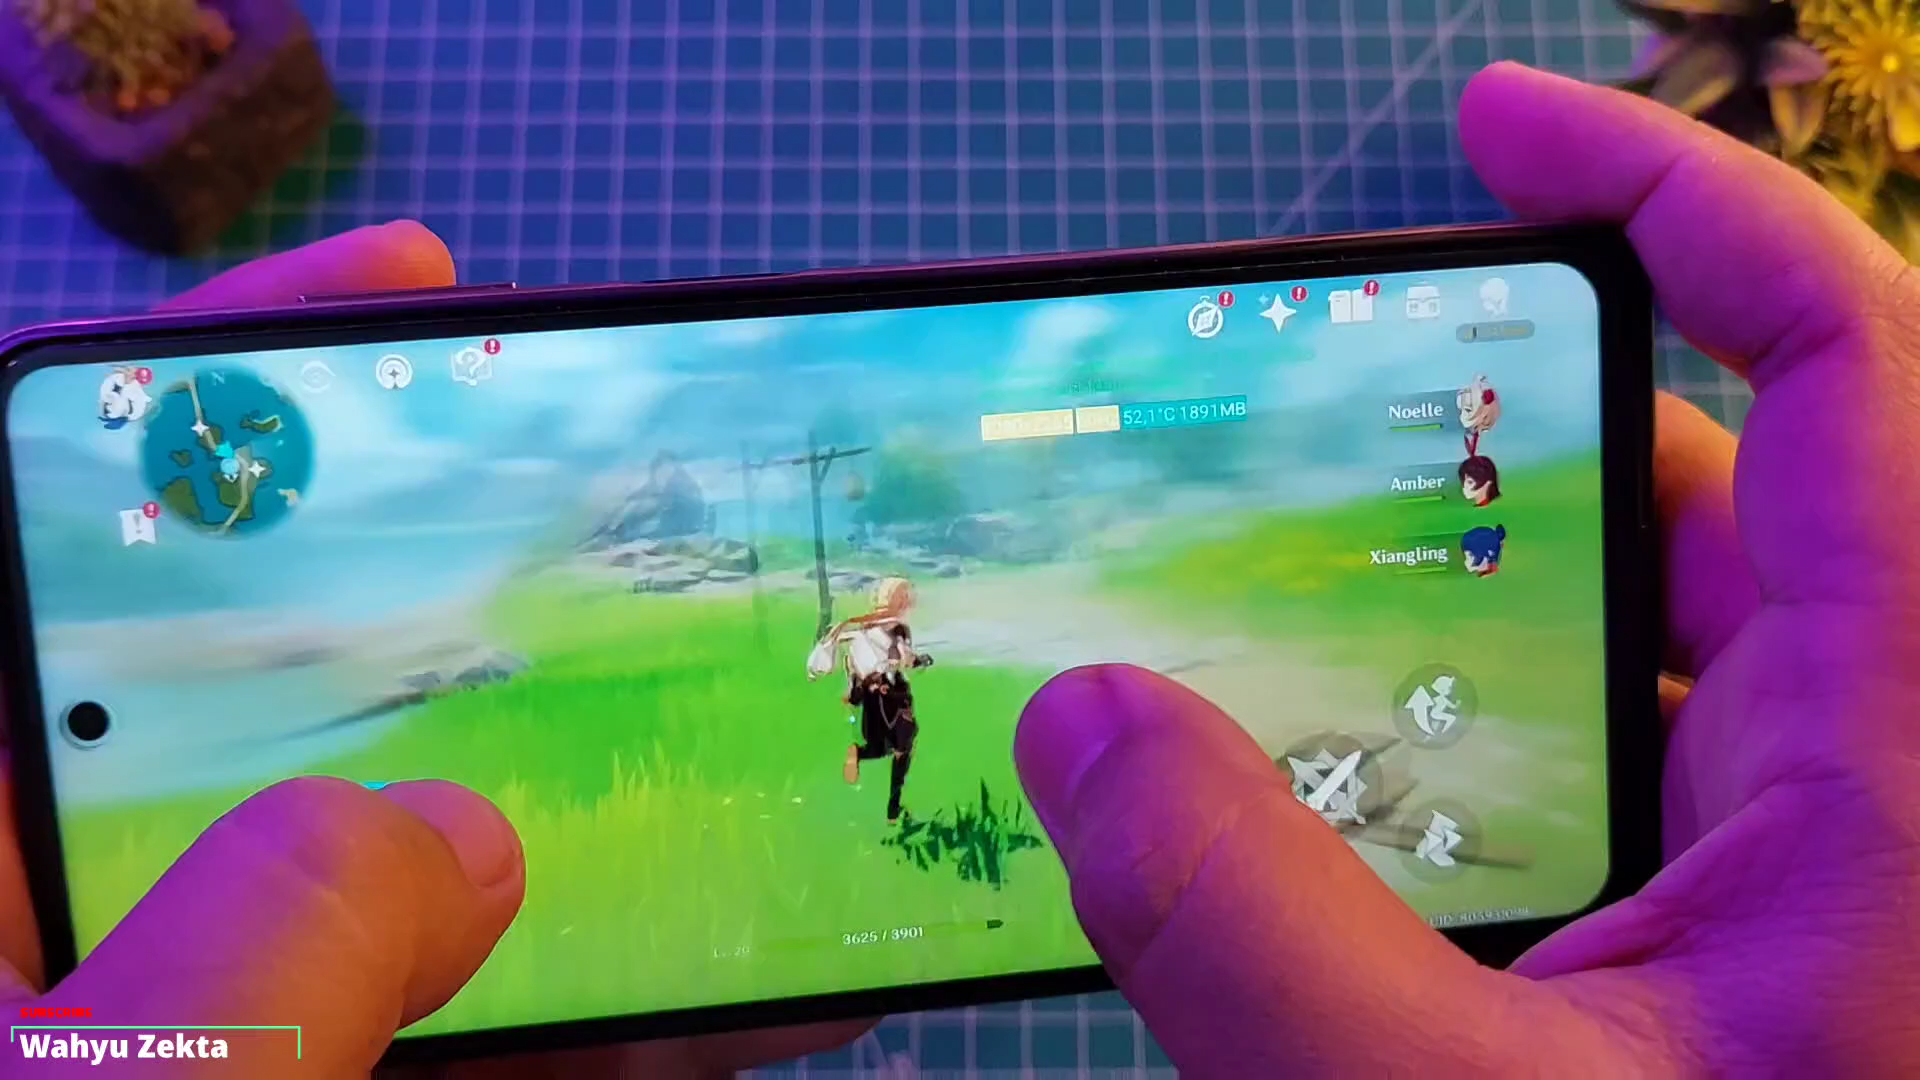 N
52,1°C 1891MB
Noelle
Amber
Xiangling
3625 / 3901
SUBSCRIBE
Wahyu Zekta